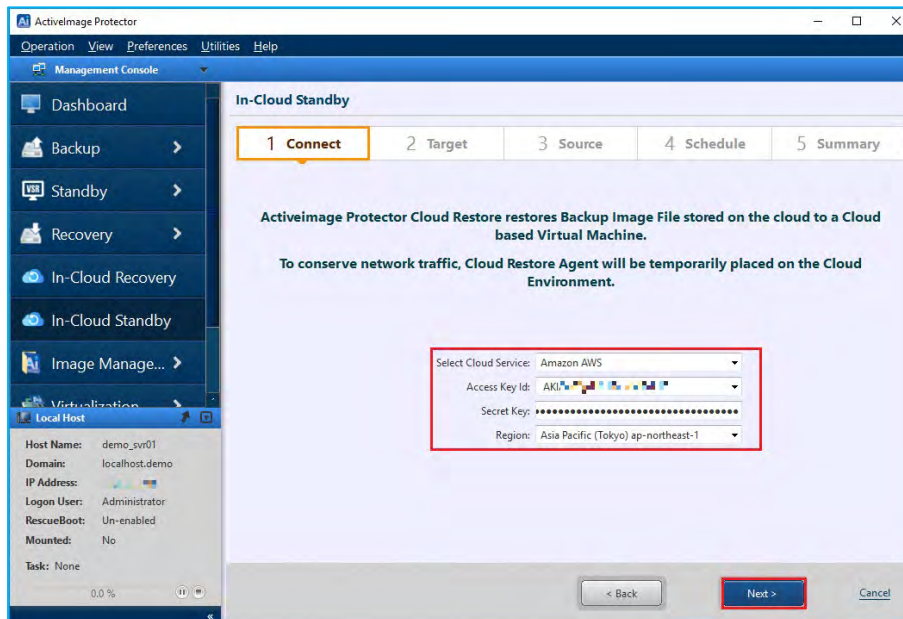 Ai ActiveImage Protector
Operation View Preferences Utilities Help
Management Console
Dashboard
Backup
VSR Standby
Recovery
In-Cloud Recovery
In-Cloud Standby
Image Manage...
Virtualization
Local Host
Host Name: demo_svr01
Domain: localhost.demo
IP Address:
Logon User: Administrator
RescueBoot: Un-enabled
Mounted: No
Task: None
0.0 %
In-Cloud Standby
1 Connect 2 Target 3 Source 4 Schedule 5 Summary
Activeimage Protector Cloud Restore restores Backup Image File stored on the cloud to a Cloud
based Virtual Machine.
To conserve network traffic, Cloud Restore Agent will be temporarily placed on the Cloud
Environment.
Select Cloud Service: Amazon AWS
Access Key Id: AKI
Secret Key:
Region: Asia Pacific (Tokyo) ap-northeast-1
< Back Next > Cancel